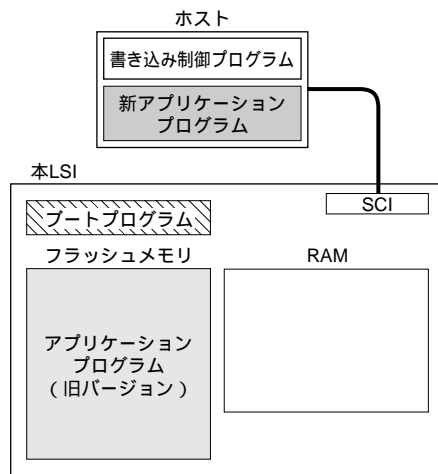 ホスト
書き込み制御プログラム
新アプリケーション
プログラム
本LSI
SCI
ブートプログラム
フラッシュメモリ
RAM
アプリケーション
プログラム
(旧バージョン)